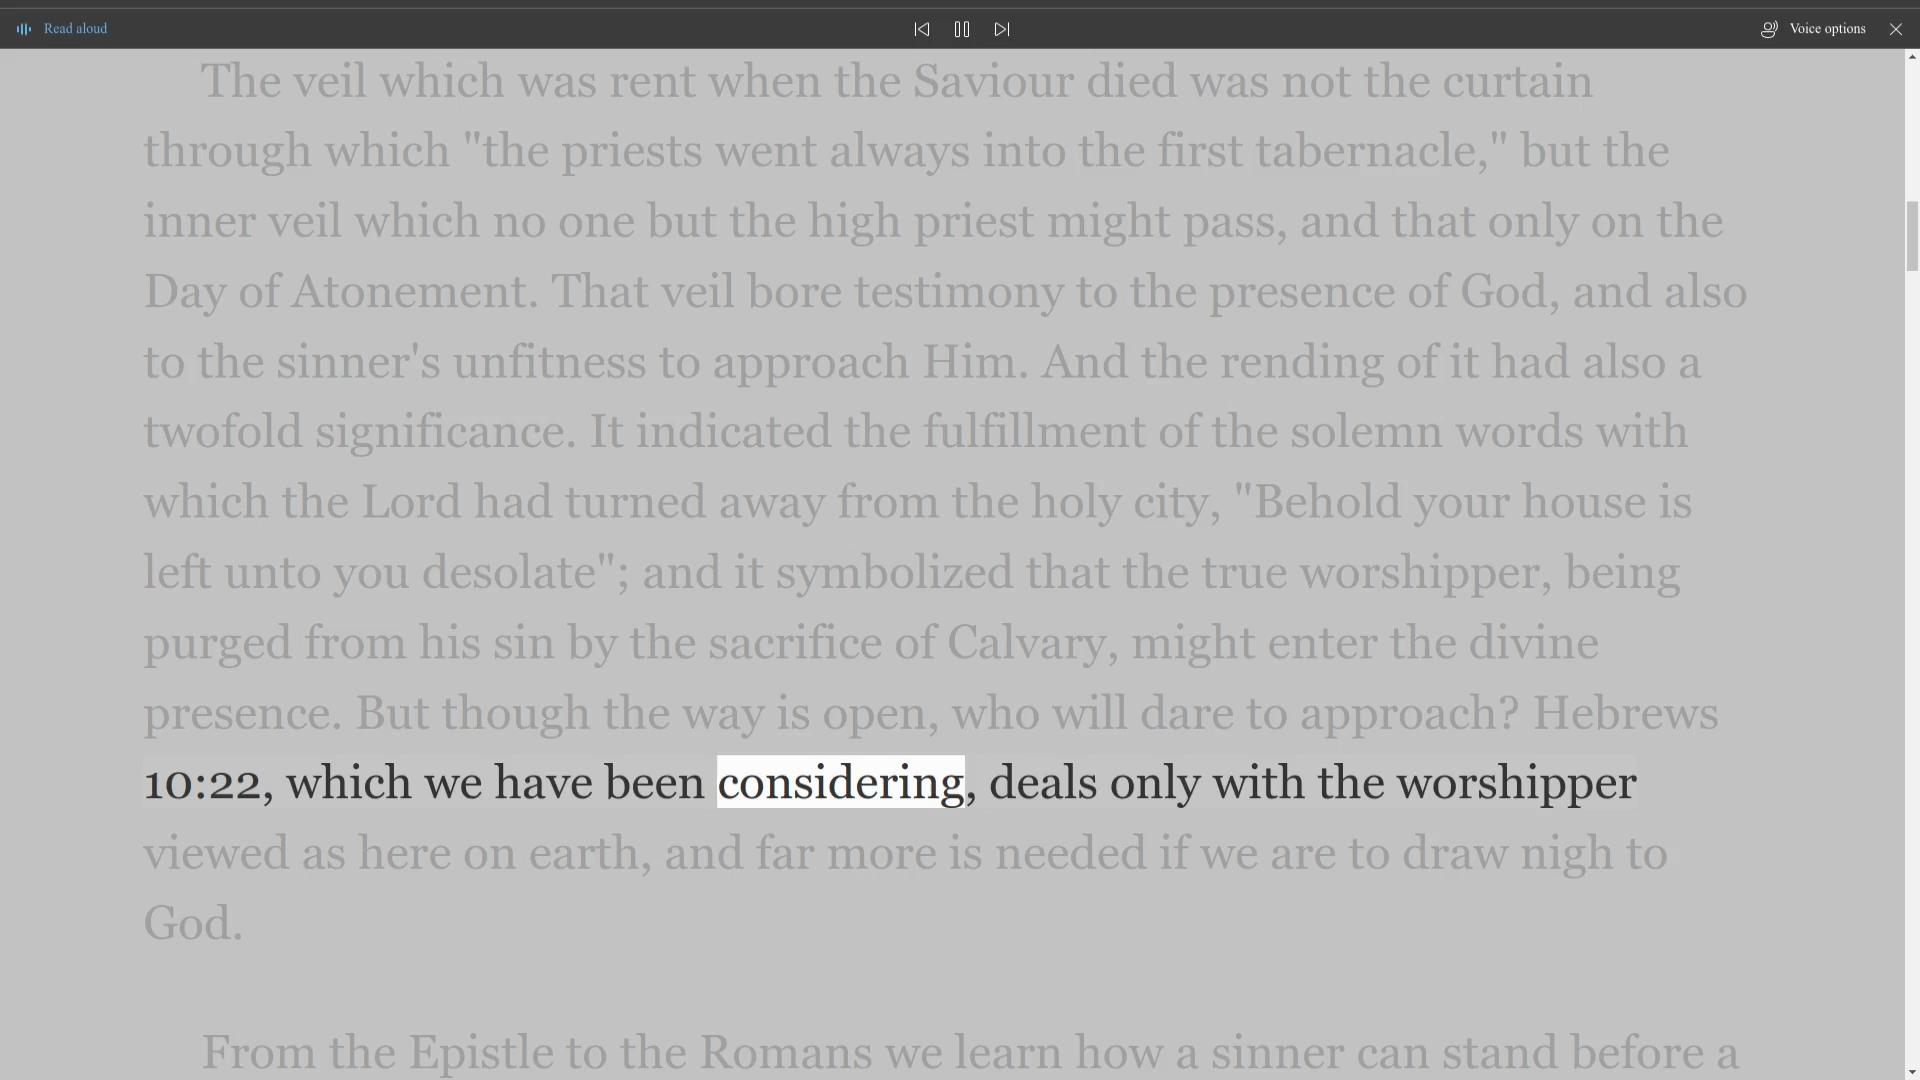 Read aloud
Voice options
The veil which was rent when the Saviour died was not the curtain
through which "the priests went always into the first tabernacle," but the
inner veil which no one but the high priest might pass, and that only on the
Day of Atonement. That veil bore testimony to the presence of God, and also
to the sinner's unfitness to approach Him. And the rending of it had also a
twofold significance. It indicated the fulfillment of the solemn words with
which the Lord had turned away from the holy city, "Behold your house is
left unto you desolate"; and it symbolized that the true worshipper, being
purged from his sin by the sacrifice of Calvary, might enter the divine
presence. But though the way is open, who will dare to approach? Hebrews
10:22, which we have been considering, deals only with the worshipper
viewed as here on earth, and far more is needed if we are to draw nigh to
God.
From the Epistle to the Romans we learn how a sinner can stand before a